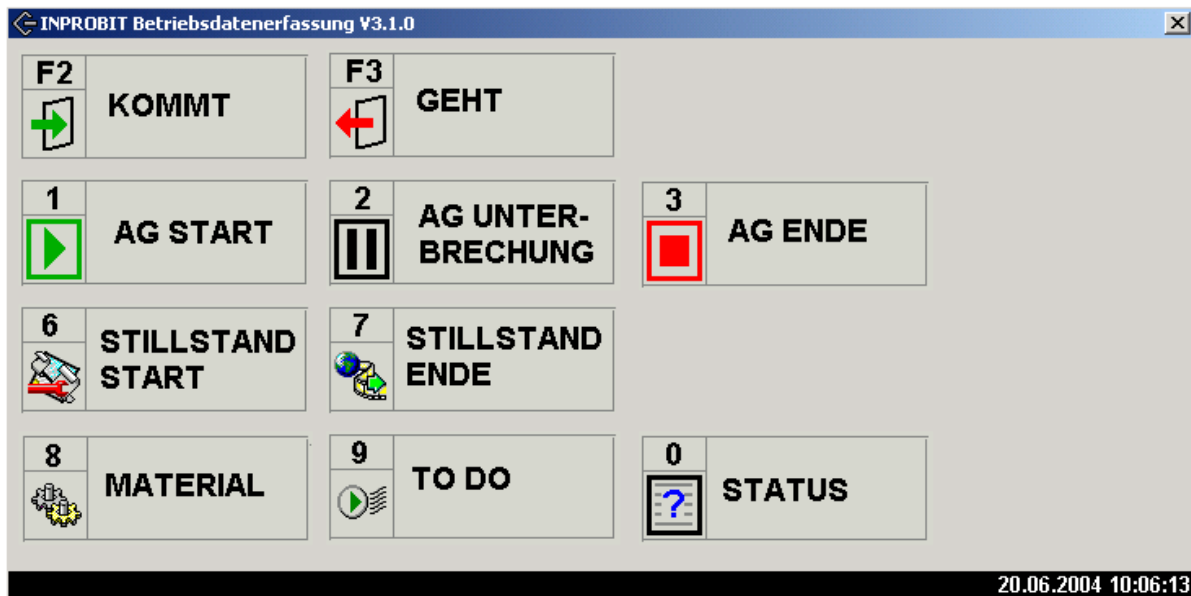 INPROBIT Betriebsdatenerfassung V3.1.0
F2
KOMMT
F3
GEHT
1
AG START
2
AG UNTER-
BRECHUNG
3
AG ENDE
6
STILLSTAND
START
7
STILLSTAND
ENDE
8
MATERIAL
9
TO DO
0
?
STATUS
20.06.2004 10:06:13